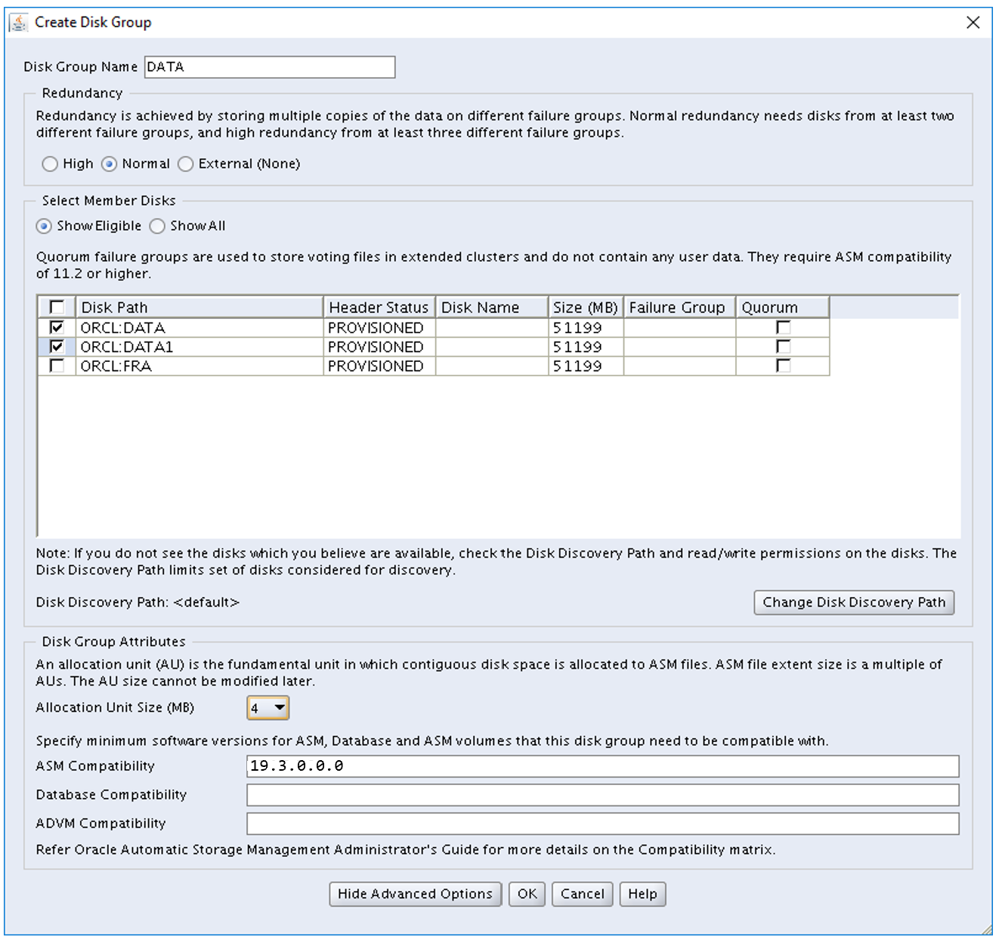 Create Disk Group
Disk Group Name DATA
Redundancy
Redundancy is achieved by storing multiple copies of the data on different failure groups. Normal redundancy needs disks from at least two
different failure groups, and high redundancy from at least three different failure groups.
High Normal External (None)
Select Member Disks
Show Eligible Show All
Quorum failure groups are used to store voting files in extended clusters and do not contain any user data. They require ASM compatibility
of 11.2 or higher.
Disk Path Header Status Disk Name Size (MB) Failure Group Quorum
ORCL:DATA PROVISIONED 51199
ORCL:DATA1 PROVISIONED 51199
ORCL:FRA PROVISIONED 51199
Note: If you do not see the disks which you believe are available, check the Disk Discovery Path and read/write permissions on the disks. The
Disk Discovery Path limits set of disks considered for discovery.
Disk Discovery Path: <default> Change Disk Discovery Path
Disk Group Attributes
An allocation unit (AU) is the fundamental unit in which contiguous disk space is allocated to ASM files. ASM file extent size is a multiple of
AUs. The AU size cannot be modified later.
Allocation Unit Size (MB) 4
Specify minimum software versions for ASM, Database and ASM volumes that this disk group need to be compatible with.
ASM Compatibility 19.3.0.0.0
Database Compatibility
ADVM Compatibility
Refer Oracle Automatic Storage Management Administrator's Guide for more details on the Compatibility matrix.
Hide Advanced Options OK Cancel Help